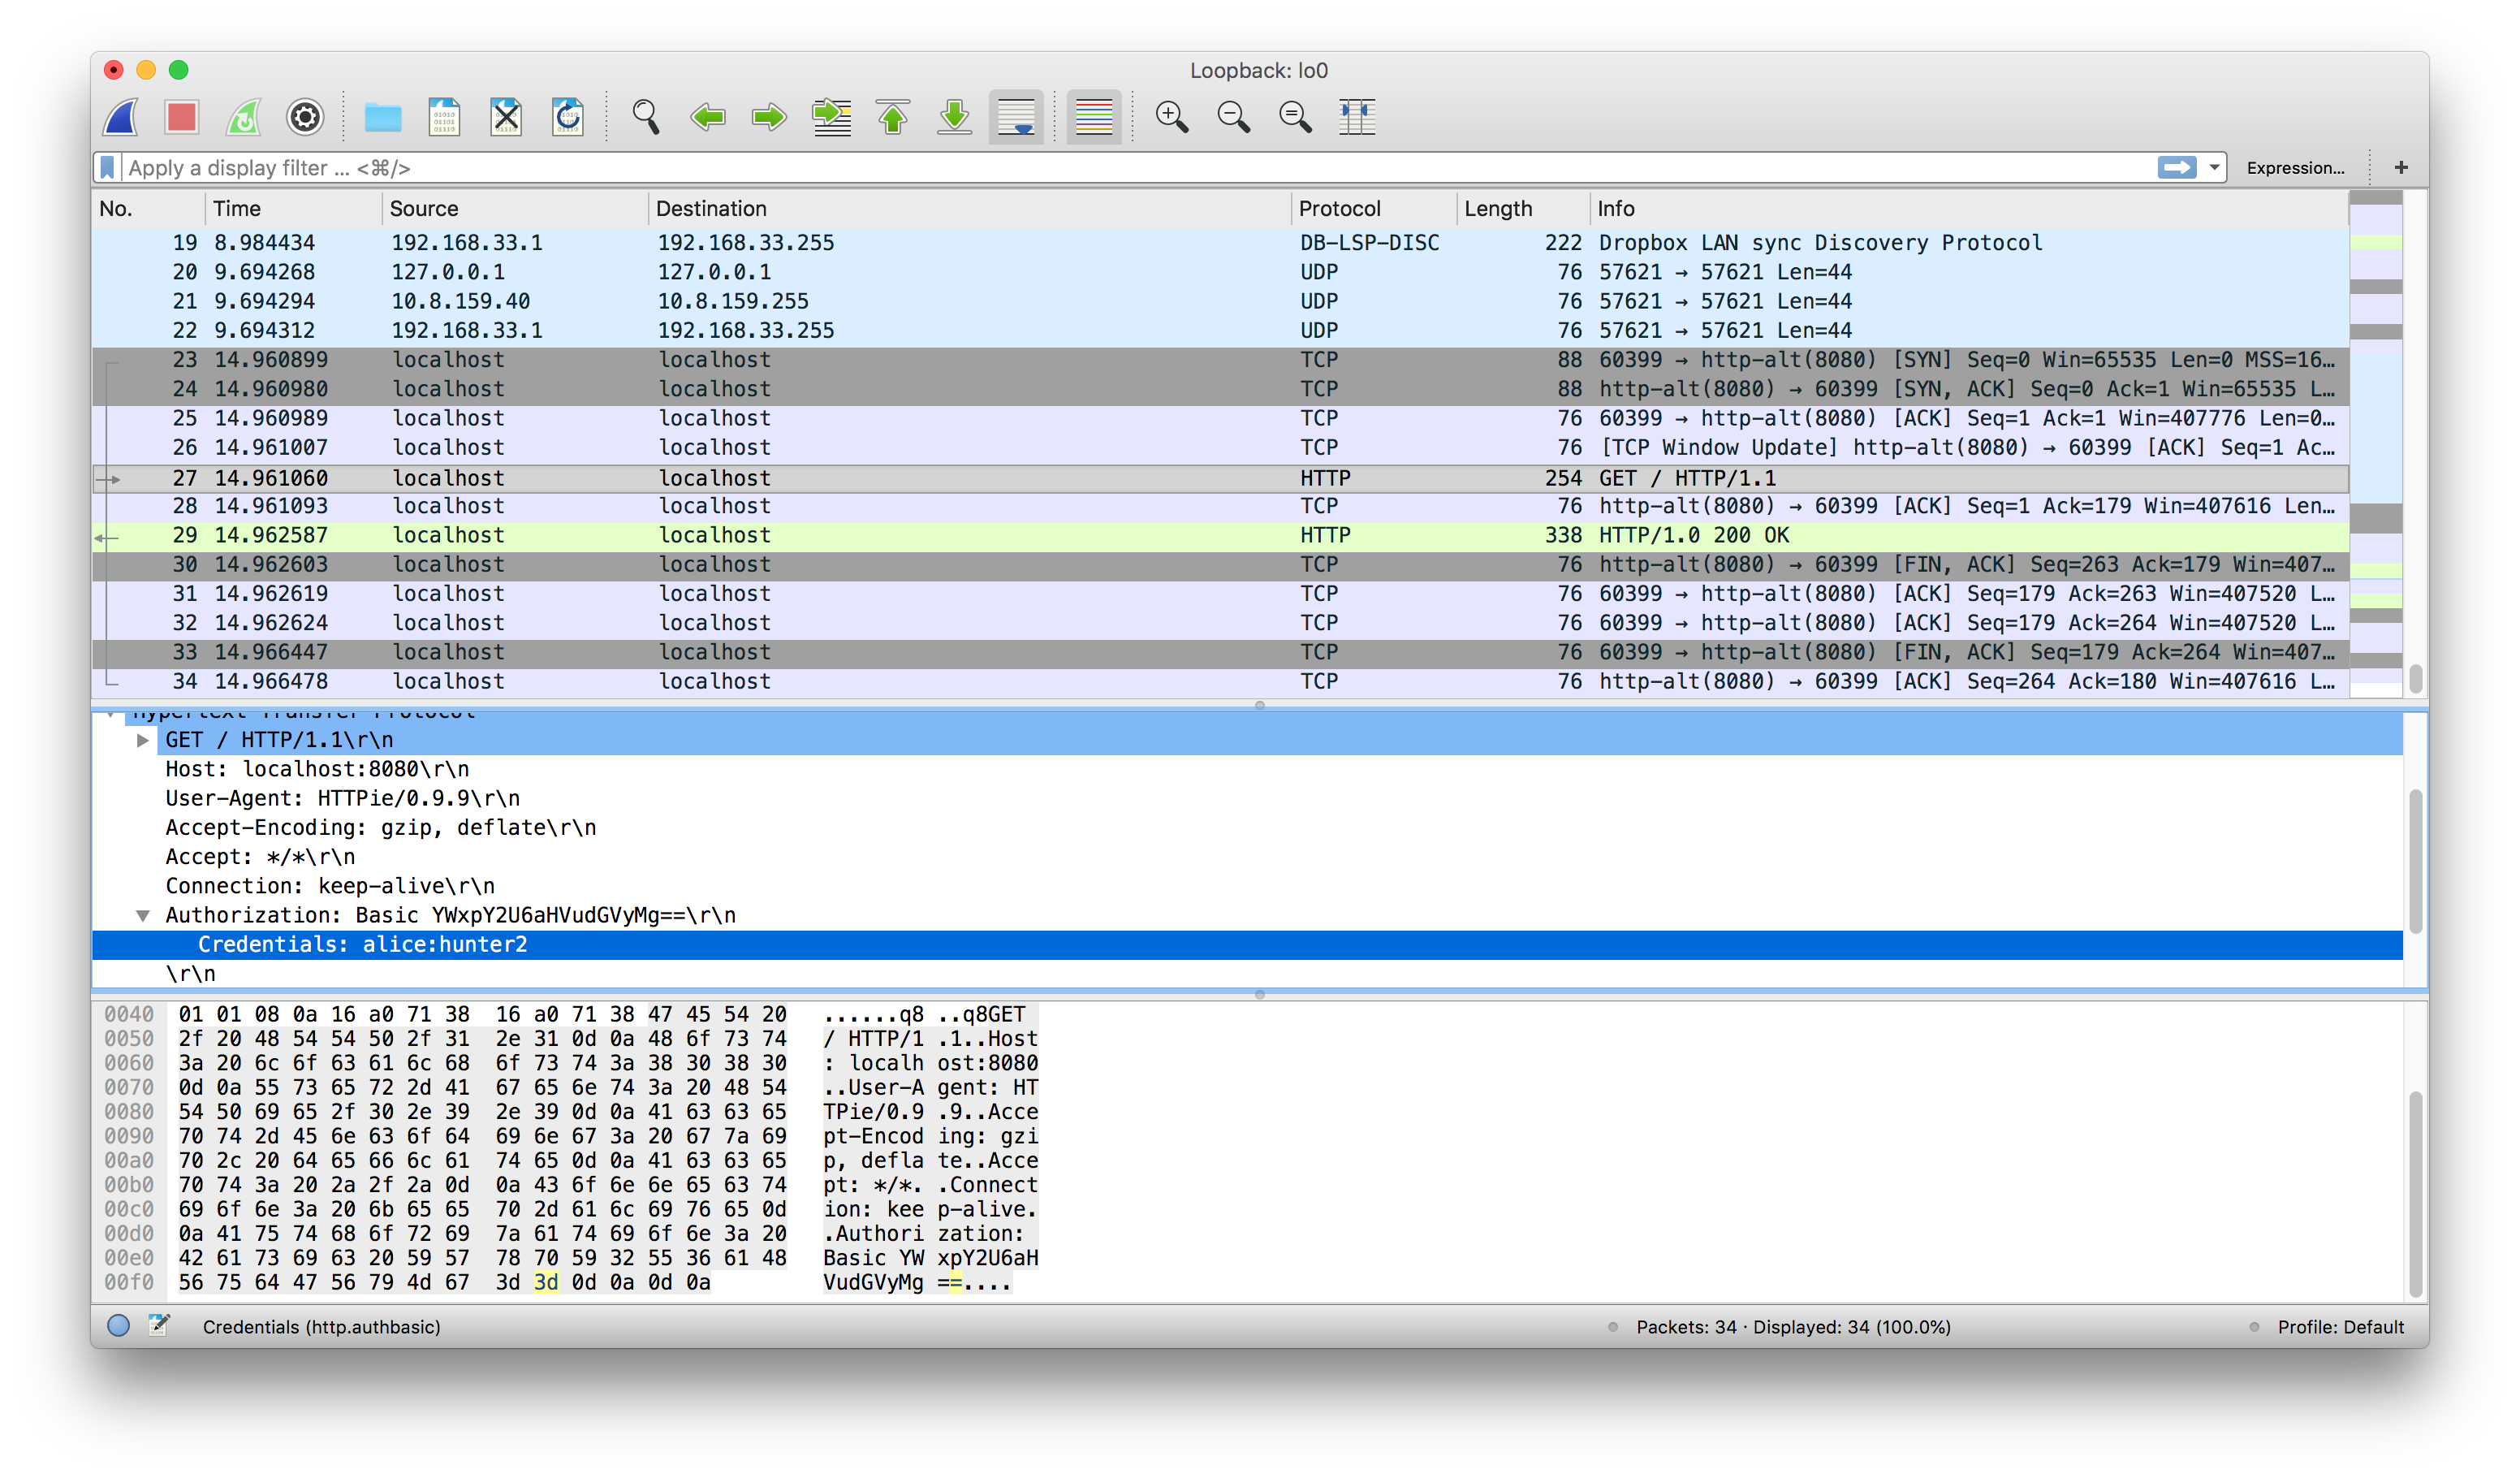 Loopback: lo0
Apply a display filter ... <⌘/>
Expression...
+
No. Time Source Destination Protocol Length Info
19 8.984434 192.168.33.1 192.168.33.255 DB-LSP-DISC 222 Dropbox LAN sync Discovery Protocol
20 9.694268 127.0.0.1 127.0.0.1 UDP 76 57621 → 57621 Len=44
21 9.694294 10.8.159.40 10.8.159.255 UDP 76 57621 → 57621 Len=44
22 9.694312 192.168.33.1 192.168.33.255 UDP 76 57621 → 57621 Len=44
23 14.960899 localhost localhost TCP 88 60399 → http-alt(8080) [SYN] Seq=0 Win=65535 Len=0 MSS=16…
24 14.960980 localhost localhost TCP 88 http-alt(8080) → 60399 [SYN, ACK] Seq=0 Ack=1 Win=65535 L…
25 14.960989 localhost localhost TCP 76 60399 → http-alt(8080) [ACK] Seq=1 Ack=1 Win=407776 Len=0…
26 14.961007 localhost localhost TCP 76 [TCP Window Update] http-alt(8080) → 60399 [ACK] Seq=1 Ac…
27 14.961060 localhost localhost HTTP 254 GET / HTTP/1.1
28 14.961093 localhost localhost TCP 76 http-alt(8080) → 60399 [ACK] Seq=1 Ack=179 Win=407616 Len…
29 14.962587 localhost localhost HTTP 338 HTTP/1.0 200 OK
30 14.962603 localhost localhost TCP 76 http-alt(8080) → 60399 [FIN, ACK] Seq=263 Ack=179 Win=407…
31 14.962619 localhost localhost TCP 76 60399 → http-alt(8080) [ACK] Seq=179 Ack=263 Win=407520 L…
32 14.962624 localhost localhost TCP 76 60399 → http-alt(8080) [ACK] Seq=179 Ack=264 Win=407520 L…
33 14.966447 localhost localhost TCP 76 60399 → http-alt(8080) [FIN, ACK] Seq=179 Ack=264 Win=407…
34 14.966478 localhost localhost TCP 76 http-alt(8080) → 60399 [ACK] Seq=264 Ack=180 Win=407616 L…
Hypertext Transfer Protocol
GET / HTTP/1.1\r\n
Host: localhost:8080\r\n
User-Agent: HTTPie/0.9.9\r\n
Accept-Encoding: gzip, deflate\r\n
Accept: */*\r\n
Connection: keep-alive\r\n
Authorization: Basic YWxpY2U6aHVudGVyMg==\r\n
Credentials: alice:hunter2
\r\n
0040 01 01 08 0a 16 a0 71 38 16 a0 71 38 47 45 54 20 ......q8 ..q8GET
0050 2f 20 48 54 54 50 2f 31 2e 31 0d 0a 48 6f 73 74 / HTTP/1 .1..Host
0060 3a 20 6c 6f 63 61 6c 68 6f 73 74 3a 38 30 38 30 : localh ost:8080
0070 0d 0a 55 73 65 72 2d 41 67 65 6e 74 3a 20 48 54 ..User-A gent: HT
0080 54 50 69 65 2f 30 2e 39 2e 39 0d 0a 41 63 63 65 TPie/0.9 .9..Acce
0090 70 74 2d 45 6e 63 6f 64 69 6e 67 3a 20 67 7a 69 pt-Encod ing: gzi
00a0 70 2c 20 64 65 66 6c 61 74 65 0d 0a 41 63 63 65 p, defla te..Acce
00b0 70 74 3a 20 2a 2f 2a 0d 0a 43 6f 6e 6e 65 63 74 pt: */*. .Connect
00c0 69 6f 6e 3a 20 6b 65 65 70 2d 61 6c 69 76 65 0d ion: kee p-alive.
00d0 0a 41 75 74 68 6f 72 69 7a 61 74 69 6f 6e 3a 20 .Authori zation:
00e0 42 61 73 69 63 20 59 57 78 70 59 32 55 36 61 48 Basic YW xpY2U6aH
00f0 56 75 64 47 56 79 4d 67 3d 3d 0d 0a 0d 0a VudGVyMg ==....
Credentials (http.authbasic)
Packets: 34 · Displayed: 34 (100.0%)
Profile: Default